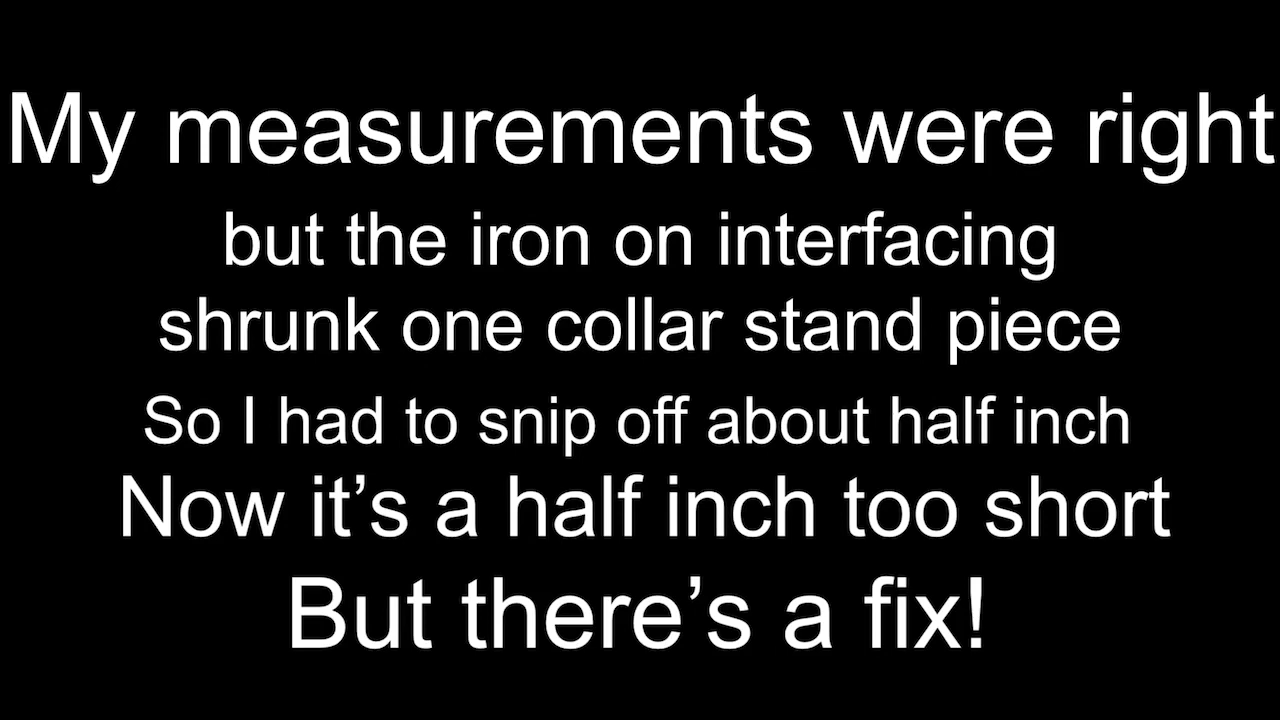 My measurements were right
but the iron on interfacing
shrunk one collar stand piece
So I had to snip off about half inch
Now it’s a half inch too short
But there’s a fix!